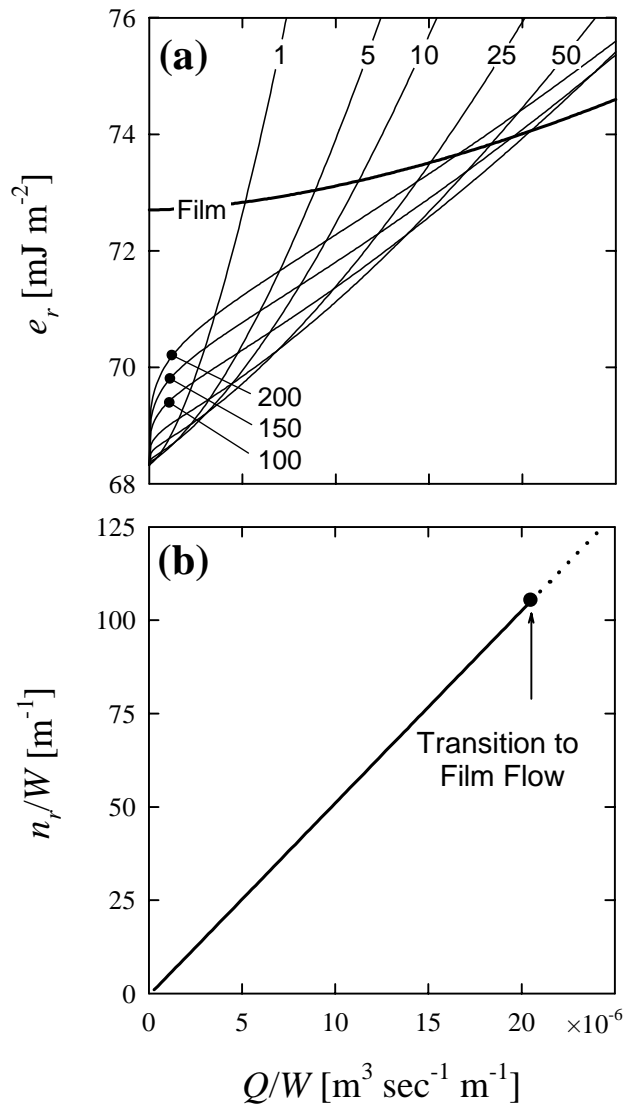 (a)
1 5 10 25 50
76
74
72
70
68
Film
200
150
100
e_r [mJ m⁻²]
(b)
125
100
75
50
25
0
Transition to
Film Flow
n_r/W [m⁻¹]
0 5 10 15 20 ×10⁻⁶
Q/W [m³ sec⁻¹ m⁻¹]